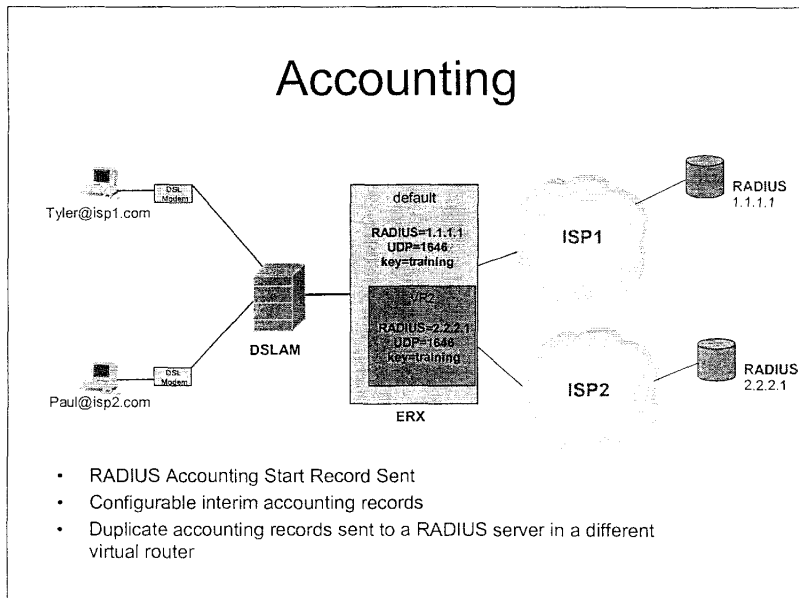 Accounting
DSL
Modem
Tyler@isp1.com
DSLAM
DSL
Modem
Paul@isp2.com
default
RADIUS=1.1.1.1
UDP=1646
key=training
VR2
RADIUS=2.2.2.1
UDP=1646
key=training
ERX
ISP1
RADIUS
1.1.1.1
ISP2
RADIUS
2.2.2.1
• RADIUS Accounting Start Record Sent
• Configurable interim accounting records
• Duplicate accounting records sent to a RADIUS server in a different
virtual router